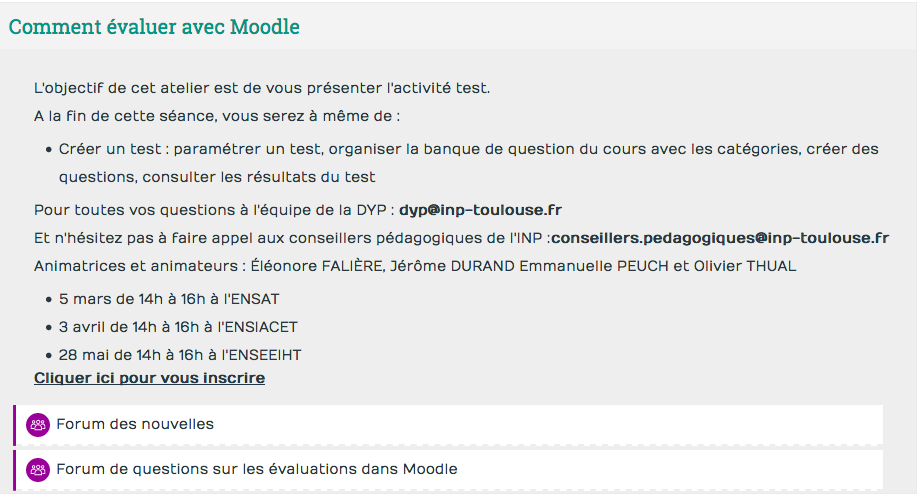 Comment évaluer avec Moodle
L'objectif de cet atelier est de vous présenter l'activité test.
A la fin de cette séance, vous serez à même de :
• Créer un test : paramétrer un test, organiser la banque de question du cours avec les catégories, créer des
questions, consulter les résultats du test
Pour toutes vos questions à l'équipe de la DYP : dyp@inp-toulouse.fr
Et n'hésitez pas à faire appel aux conseillers pédagogiques de l'INP :conseillers.pedagogiques@inp-toulouse.fr
Animatrices et animateurs : Éléonore FALIÈRE, Jérôme DURAND Emmanuelle PEUCH et Olivier THUAL
• 5 mars de 14h à 16h à l'ENSAT
• 3 avril de 14h à 16h à l'ENSIACET
• 28 mai de 14h à 16h à l'ENSEEIHT
Cliquer ici pour vous inscrire
Forum des nouvelles
Forum de questions sur les évaluations dans Moodle